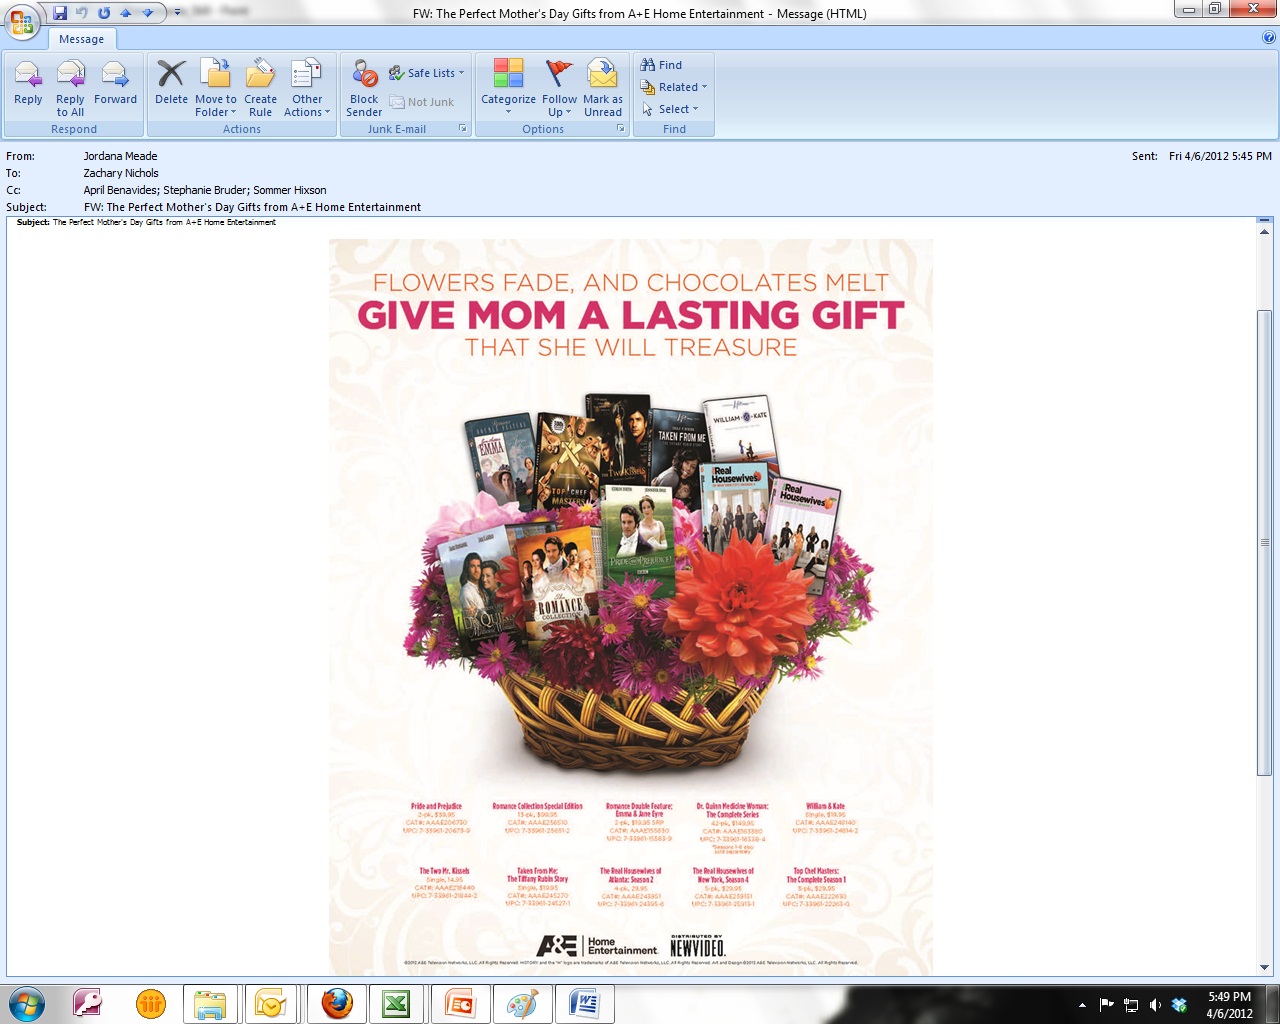 FW: The Perfect Mother's Day Gifts from A+E Home Entertainment - Message (HTML)
Message
Reply
Reply to All
Forward
Respond
Delete
Move to Folder
Create Rule
Other Actions
Actions
Block Sender
Safe Lists
Not Junk
Junk E-mail
Categorize
Follow Up
Mark as Unread
Options
Find
Related
Select
Find
From: Jordana Meade
Sent: Fri 4/6/2012 5:45 PM
To: Zachary Nichols
Cc: April Benavides; Stephanie Bruder; Sommer Hixson
Subject: FW: The Perfect Mother's Day Gifts from A+E Home Entertainment
Subject: The Perfect Mother's Day Gifts from A+E Home Entertainment
FLOWERS FADE, AND CHOCOLATES MELT
GIVE MOM A LASTING GIFT
THAT SHE WILL TREASURE
EMMA
TOP CHEF
MASTERS
TAKEN FROM ME
WILLIAM & KATE
Real Housewives
Real Housewives
PRIDE AND PREJUDICE
ROMANCE
COLLECTION
Pride and Prejudice
Romance Collection Special Edition
Romance Double Feature:
Emma & Jane Eyre
Dr. Quinn Medicine Woman:
The Complete Series
William & Kate
The Two Mr. Kissels
Single, 14.95
Taken From Me:
The Tiffany Rubin Story
Single, $19.95
The Real Housewives of
Atlanta: Season 2
The Real Housewives of
New York, Season 4
Top Chef Masters:
The Complete Season 1
A&E Home Entertainment.
DISTRIBUTED BY
NEWVIDEO.
5:49 PM
4/6/2012